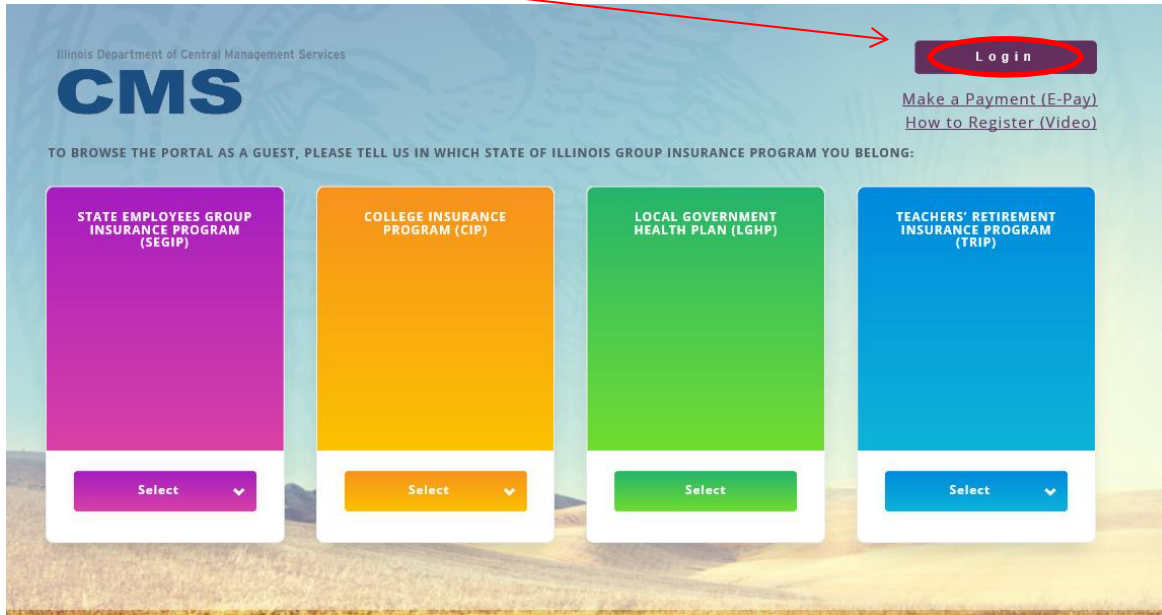 Illinois Department of Central Management Services
CMS
Login
Make a Payment (E-Pay)
How to Register (Video)
TO BROWSE THE PORTAL AS A GUEST, PLEASE TELL US IN WHICH STATE OF ILLINOIS GROUP INSURANCE PROGRAM YOU BELONG:
STATE EMPLOYEES GROUP
INSURANCE PROGRAM
(SEGIP)
Select
COLLEGE INSURANCE
PROGRAM (CIP)
Select
LOCAL GOVERNMENT
HEALTH PLAN (LGHP)
Select
TEACHERS' RETIREMENT
INSURANCE PROGRAM
(TRIP)
Select